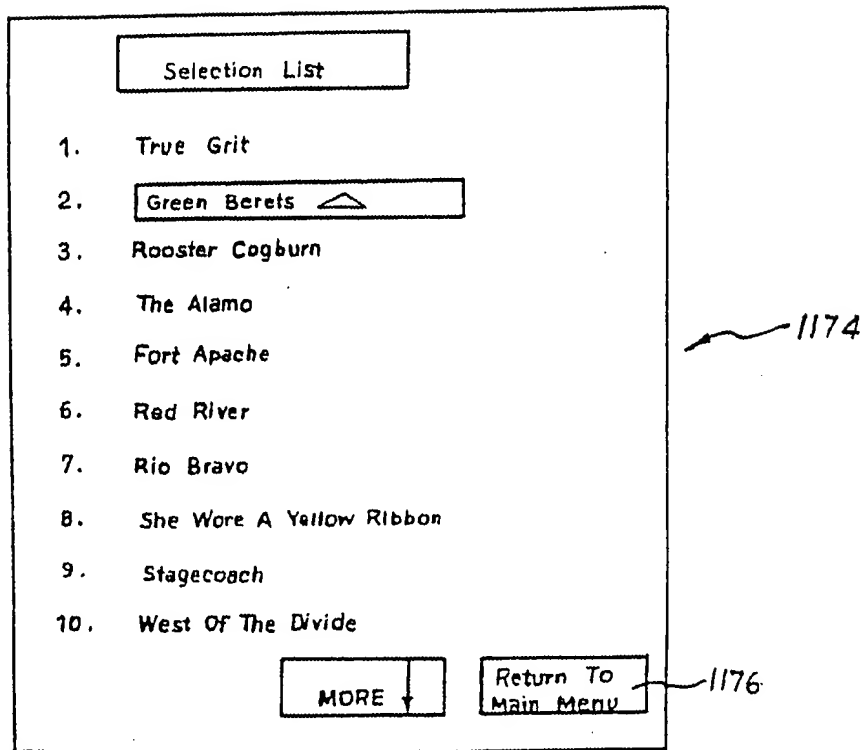 Selection List
1. True Grit
2. Green Berets
3. Rooster Cogburn
4. The Alamo
5. Fort Apache
6. Red River
7. Rio Bravo
8. She Wore A Yellow Ribbon
9. Stagecoach
10. West Of The Divide
MORE
Return To
Main Menu
1174
1176